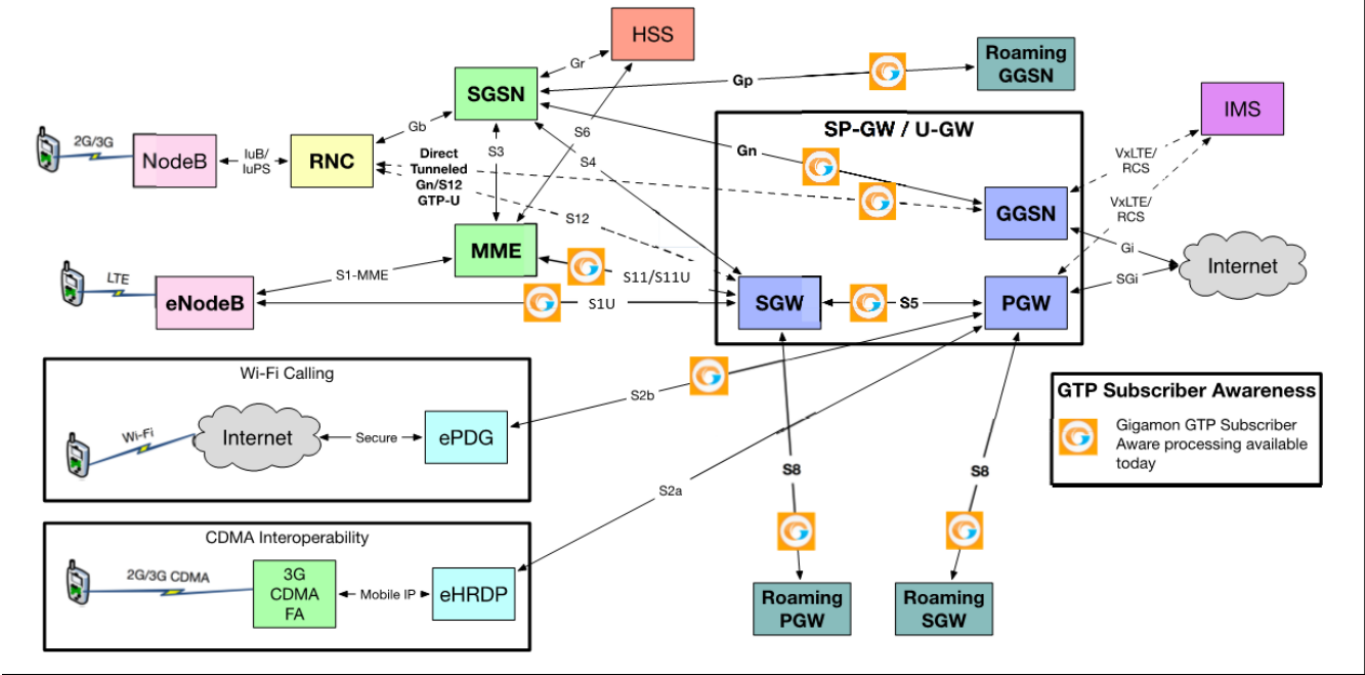 HSS
Gr
Gp
Roaming
GGSN
SGSN
IMS
SP-GW / U-GW
2G/3G
NodeB
IuB/
IuPS
RNC
Gb
Direct
Tunneled
Gn/S12
GTP-U
S3
S6
S4
Gn
VxLTE/
RCS
GGSN
VxLTE/
RCS
S12
MME
Gi
Internet
LTE
S1-MME
S11/S11U
SGi
eNodeB
S1U
SGW
S5
PGW
Wi-Fi Calling
S2b
GTP Subscriber Awareness
Gigamon GTP Subscriber
Aware processing available
today
Wi-Fi
Internet
Secure
ePDG
S8
S8
S2a
CDMA Interoperability
2G/3G CDMA
3G
CDMA
FA
Mobile IP
eHRDP
Roaming
PGW
Roaming
SGW